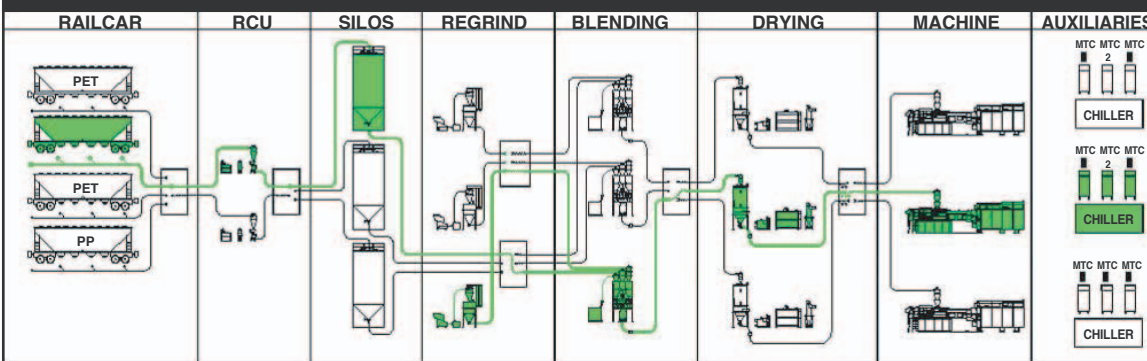 RAILCAR RCU SILOS REGRIND BLENDING DRYING MACHINE AUXILIARIES
PET
PET
PP
MTC MTC MTC
2
CHILLER
MTC MTC MTC
2
CHILLER
MTC MTC MTC
CHILLER